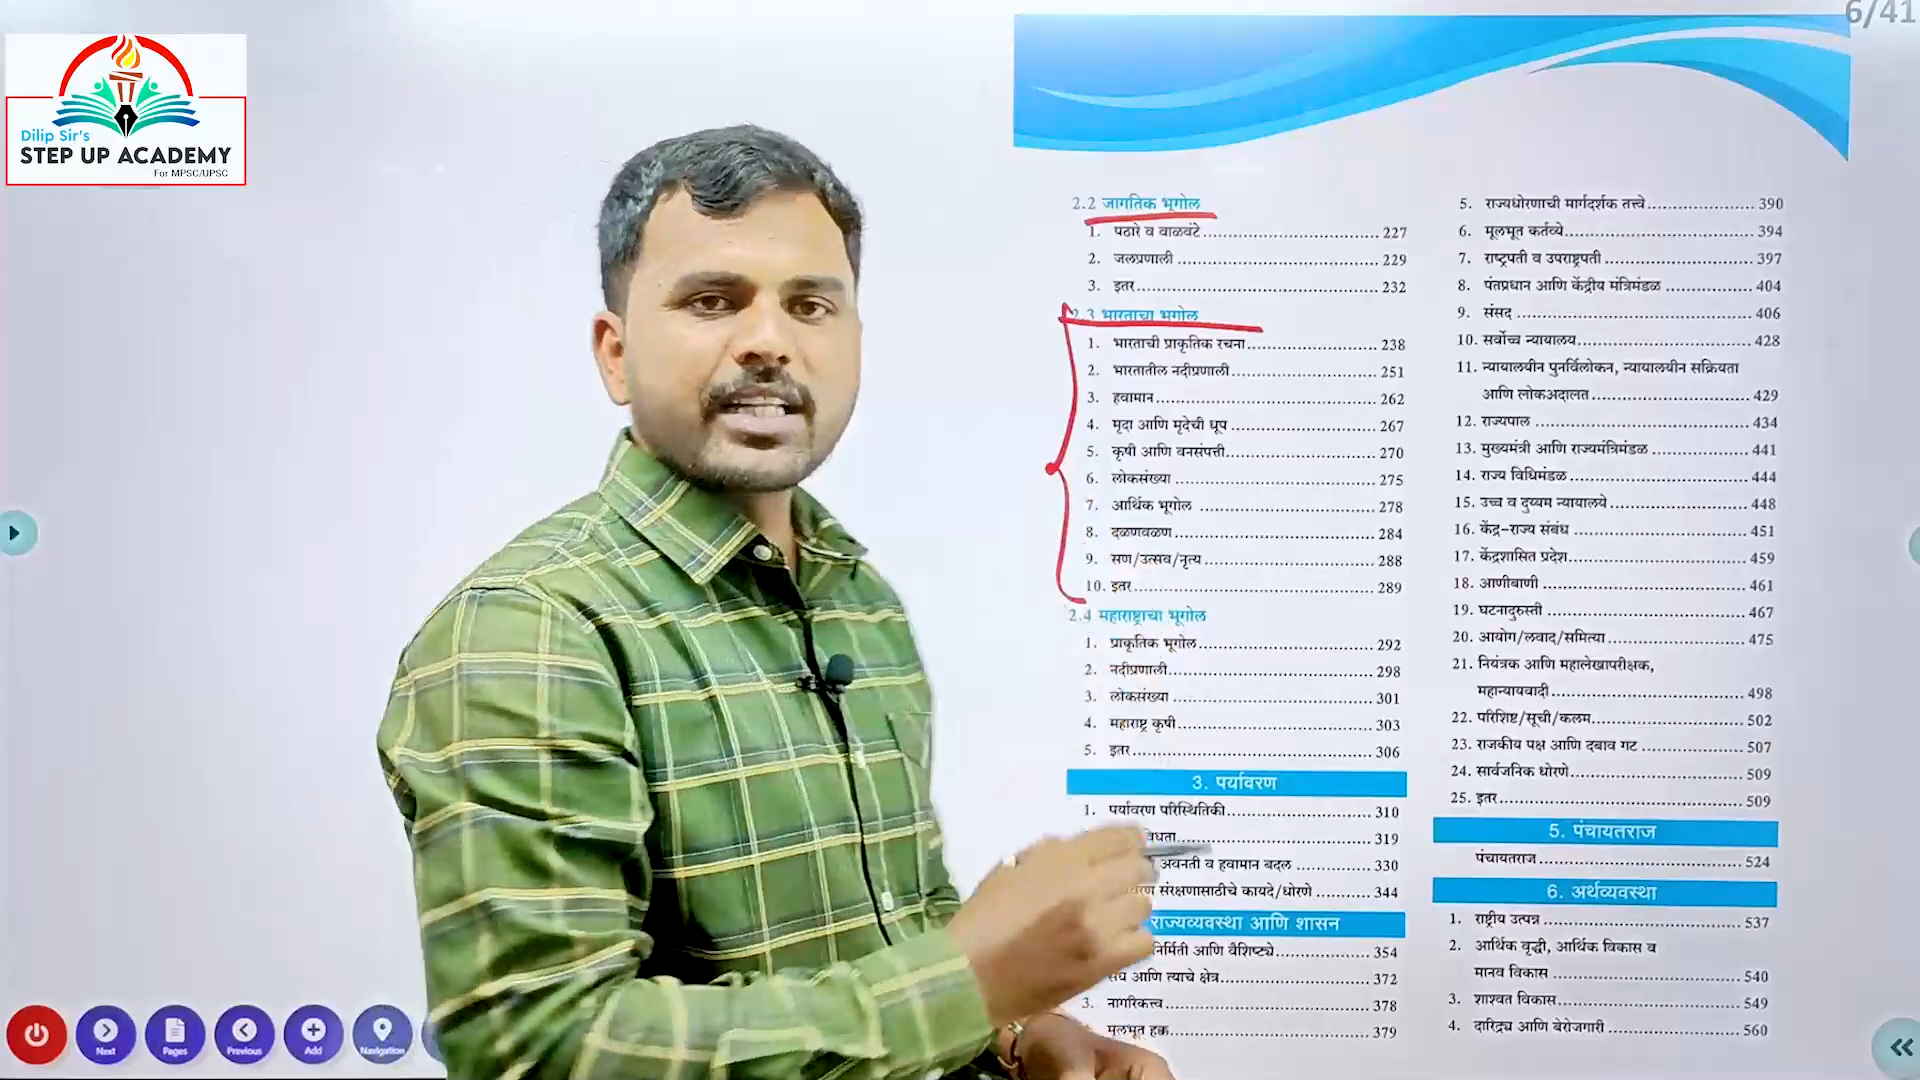 6/41
Dilip Sir's
STEP UP ACADEMY
For MPSC/UPSC
2.2 जागतिक भूगोल
1. पठारे व वाळवंटे 227
2. जलप्रणाली 229
3. इतर 232
2.3 भारताचा भूगोल
1. भारताची प्राकृतिक रचना 238
2. भारतातील नदीप्रणाली 251
3. हवामान 262
4. मृदा आणि मृदेची धूप 267
5. कृषी आणि वनसंपत्ती 270
6. लोकसंख्या 275
7. आर्थिक भूगोल 278
8. दळणवळण 284
9. सण/उत्सव/नृत्य 288
10. इतर 289
2.4 महाराष्ट्राचा भूगोल
1. प्राकृतिक भूगोल 292
2. नदीप्रणाली 298
3. लोकसंख्या 301
4. महाराष्ट्र कृषी 303
5. इतर 306
3. पर्यावरण
1. पर्यावरण परिस्थितिकी 310
319
अवनती व हवामान बदल 330
संरक्षणासाठीचे कायदे/धोरणे 344
राज्यव्यवस्था आणि शासन
निर्मिती आणि वैशिष्ट्ये 354
संघ आणि त्याचे क्षेत्र 372
3. नागरिकत्व 378
मूलभूत हक्क 379
5. राज्यधोरणाची मार्गदर्शक तत्त्वे 390
6. मूलभूत कर्तव्ये 394
7. राष्ट्रपती व उपराष्ट्रपती 397
8. पंतप्रधान आणि केंद्रीय मंत्रिमंडळ 404
9. संसद 406
10. सर्वोच्च न्यायालय 428
11. न्यायालयीन पुनर्विलोकन, न्यायालयीन सक्रियता
आणि लोकअदालत 429
12. राज्यपाल 434
13. मुख्यमंत्री आणि राज्यमंत्रिमंडळ 441
14. राज्य विधिमंडळ 444
15. उच्च व दुय्यम न्यायालये 448
16. केंद्र-राज्य संबंध 451
17. केंद्रशासित प्रदेश 459
18. आणीबाणी 461
19. घटनादुरुस्ती 467
20. आयोग/लवाद/समित्या 475
21. नियंत्रक आणि महालेखापरीक्षक,
महान्यायवादी 498
22. परिशिष्ट/सूची/कलम 502
23. राजकीय पक्ष आणि दबाव गट 507
24. सार्वजनिक धोरणे 509
25. इतर 509
5. पंचायतराज
पंचायतराज 524
6. अर्थव्यवस्था
1. राष्ट्रीय उत्पन्न 537
2. आर्थिक वृद्धी, आर्थिक विकास व
मानव विकास 540
3. शाश्वत विकास 549
4. दारिद्र्य आणि बेरोजगारी 560
Next
Pages
Previous
Add
Navigation